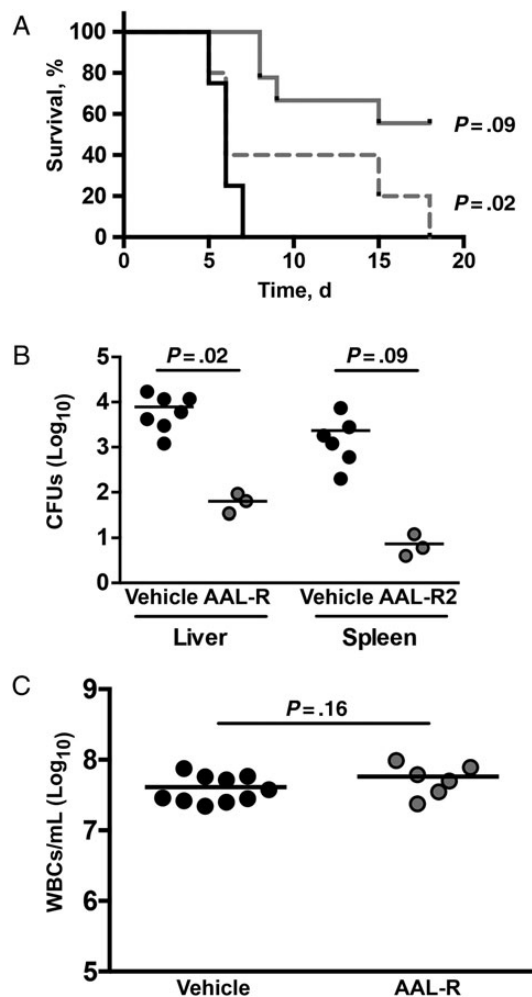 A
Survival, %
100
80
60
40
20
0
P = .09
P = .02
0 5 10 15 20
Time, d
B
P = .02 P = .09
CFUs (Log10)
5
4
3
2
1
0
Vehicle AAL-R Vehicle AAL-R2
Liver Spleen
C
P = .16
WBCs/mL (Log10)
9
8
7
6
5
Vehicle AAL-R